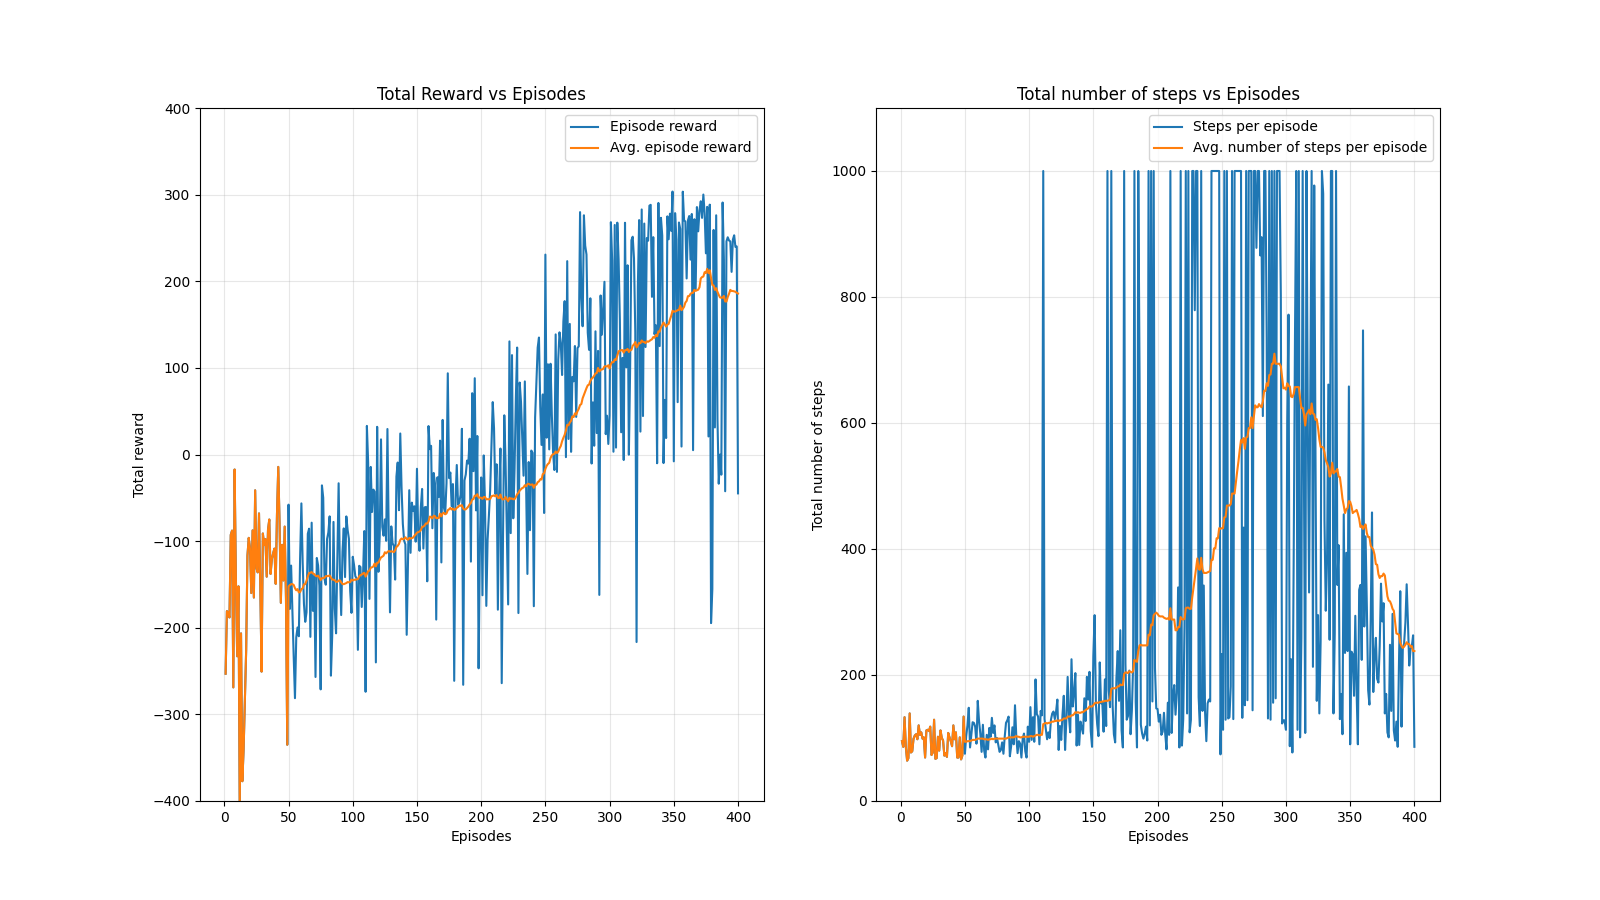 Total Reward vs Episodes
Episode reward
Avg. episode reward
400
300
200
100
0
−100
−200
−300
−400
Total reward
0 50 100 150 200 250 300 350 400
Episodes
Total number of steps vs Episodes
Steps per episode
Avg. number of steps per episode
1000
800
600
400
200
0
Total number of steps
0 50 100 150 200 250 300 350 400
Episodes